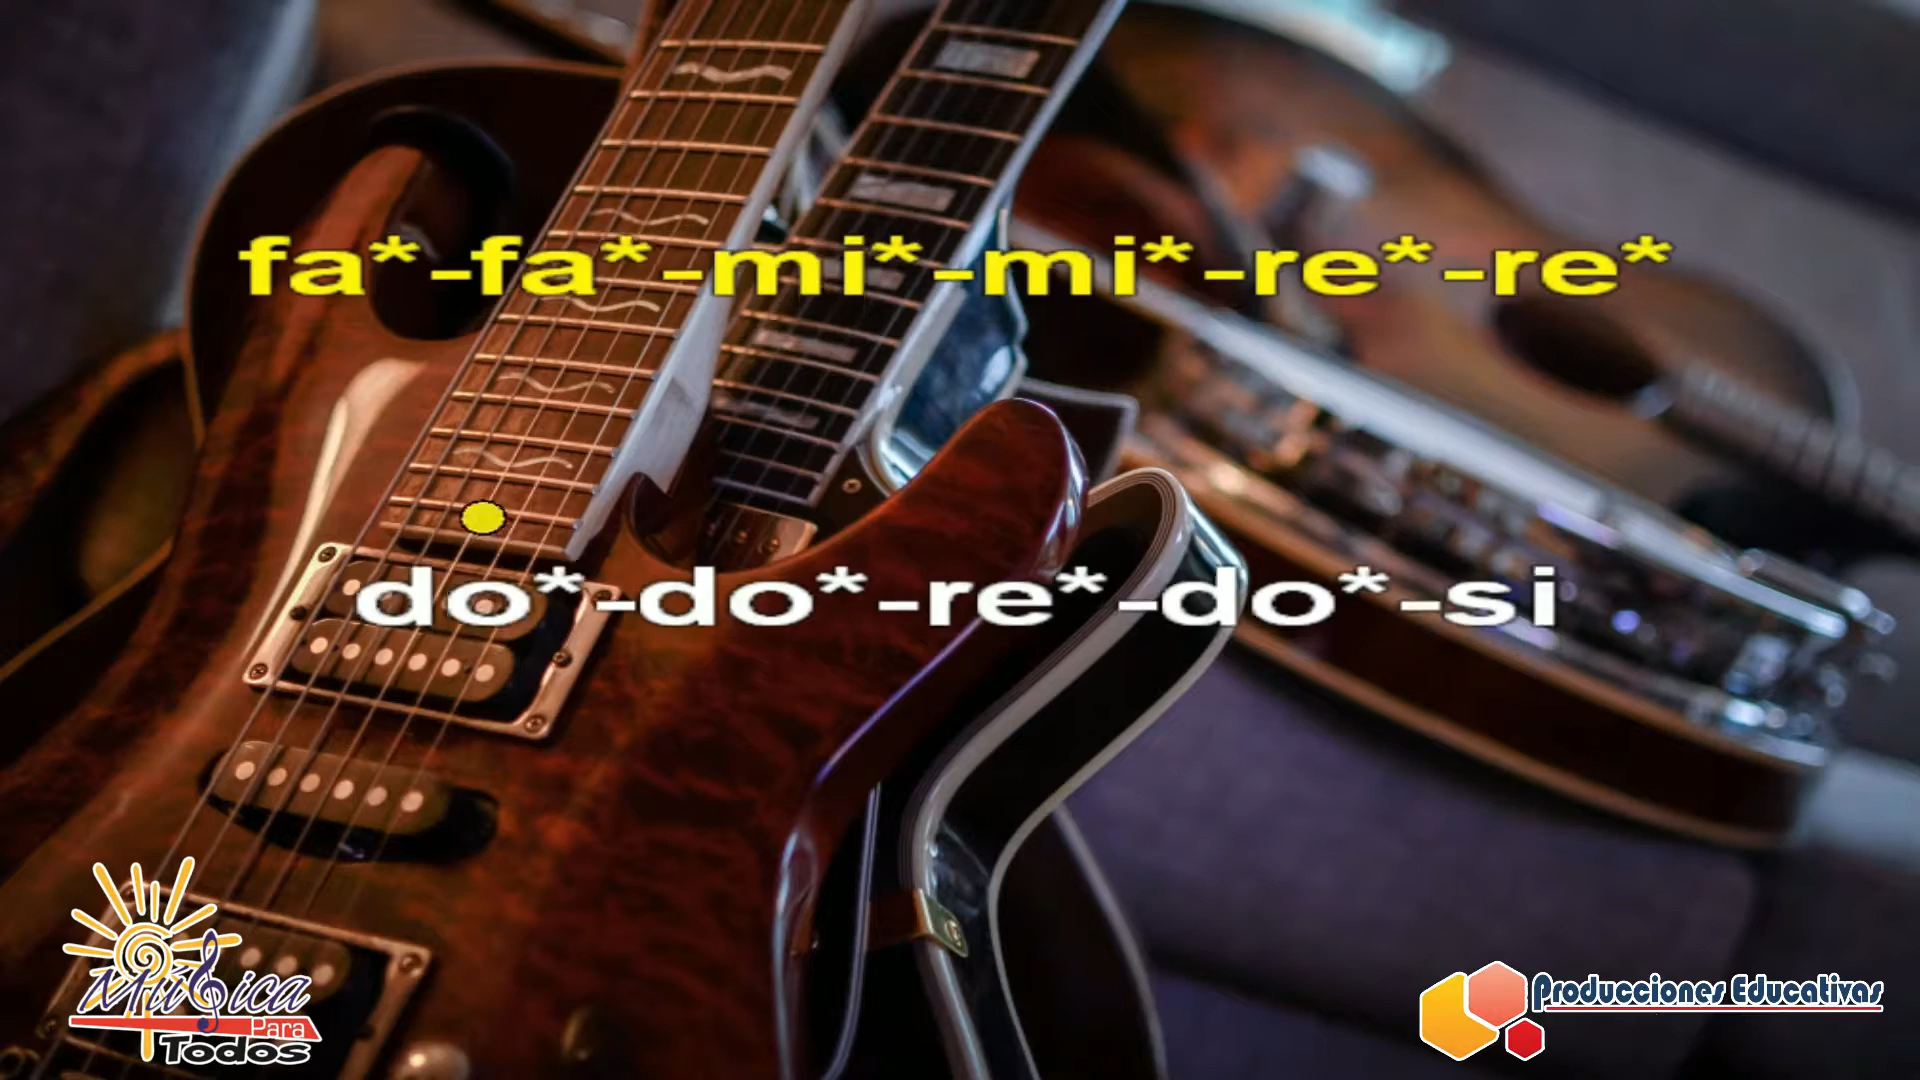 fa*-fa*-mi*-mi*-re*-re*
do*-do*-re*-do*-si
Música
Para
Todos
Producciones Educativas